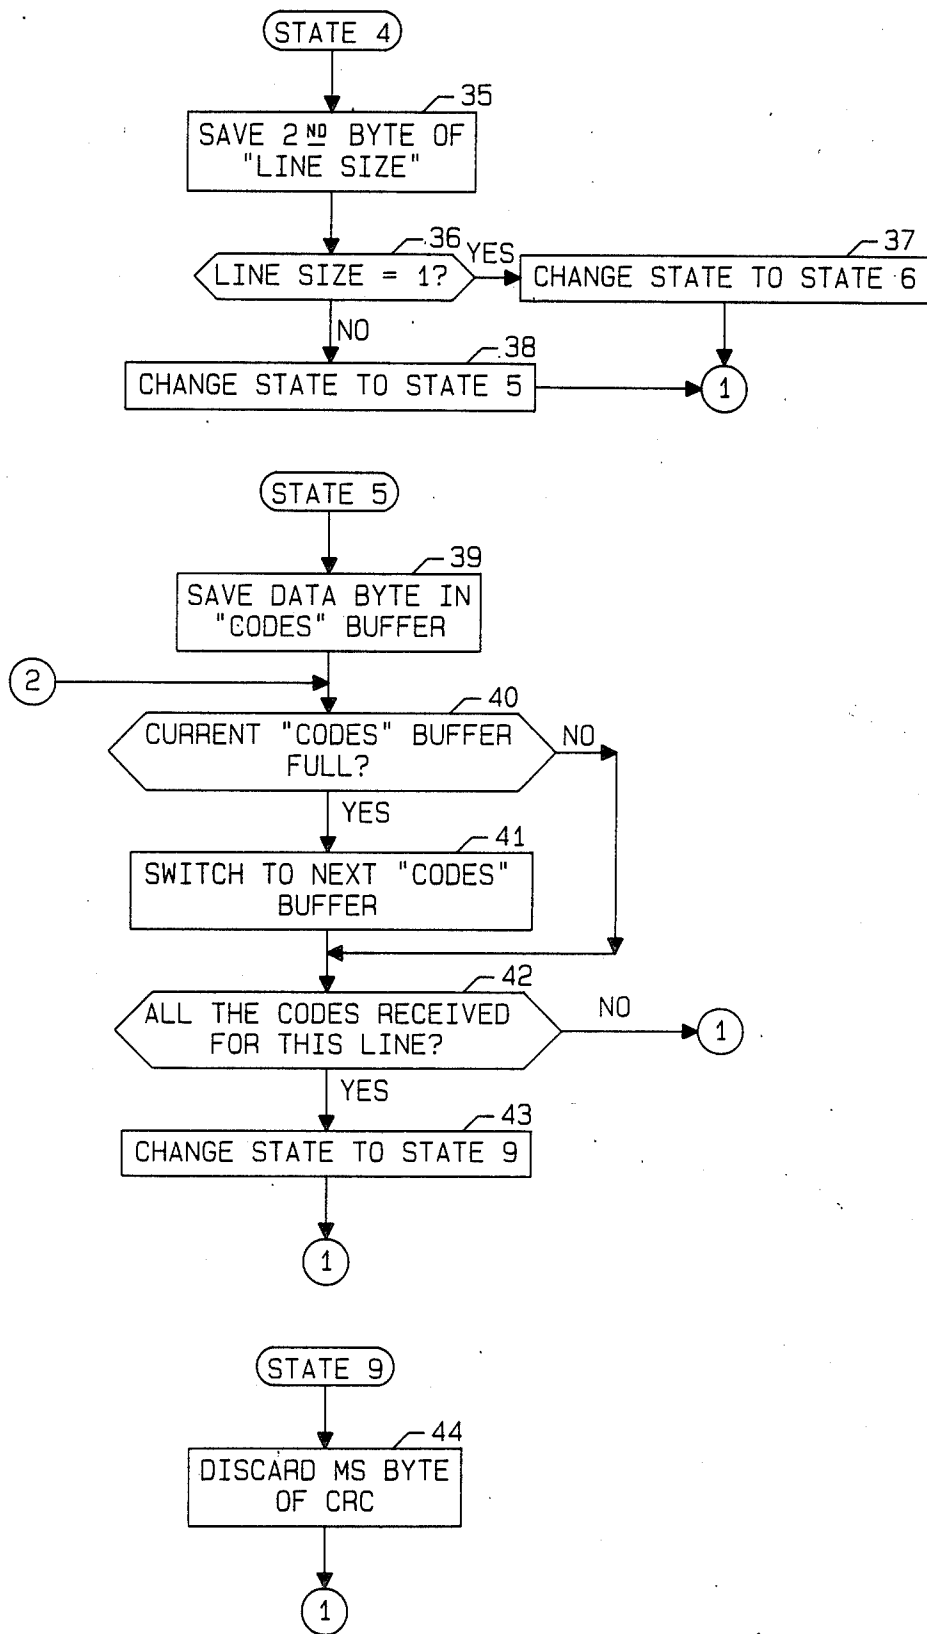 STATE 4
35
SAVE 2ND BYTE OF
"LINE SIZE"
36
LINE SIZE = 1?
YES
37
CHANGE STATE TO STATE 6
NO
38
CHANGE STATE TO STATE 5
1
STATE 5
39
SAVE DATA BYTE IN
"CODES" BUFFER
2
40
CURRENT "CODES" BUFFER
FULL?
NO
YES
41
SWITCH TO NEXT "CODES"
BUFFER
42
ALL THE CODES RECEIVED
FOR THIS LINE?
NO
1
YES
43
CHANGE STATE TO STATE 9
1
STATE 9
44
DISCARD MS BYTE
OF CRC
1